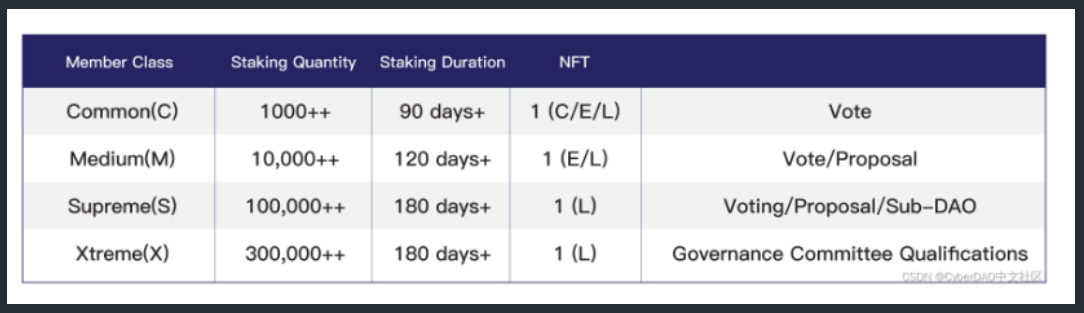 Member Class Staking Quantity Staking Duration NFT
Common(C) 1000++ 90 days+ 1 (C/E/L) Vote
Medium(M) 10,000++ 120 days+ 1 (E/L) Vote/Proposal
Supreme(S) 100,000++ 180 days+ 1 (L) Voting/Proposal/Sub-DAO
Xtreme(X) 300,000++ 180 days+ 1 (L) Governance Committee Qualifications
CSDN @CyberDAO中文社区